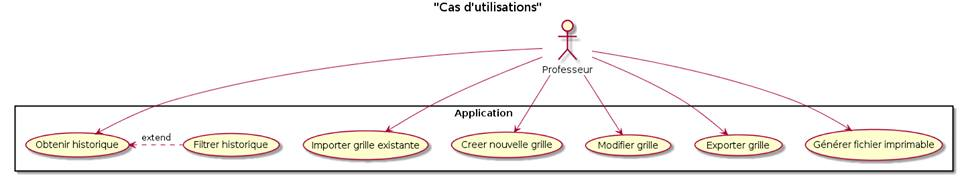 "Cas d'utilisations"
Professeur
Application
Obtenir historique
extend
Filtrer historique
Importer grille existante
Creer nouvelle grille
Modifier grille
Exporter grille
Générer fichier imprimable